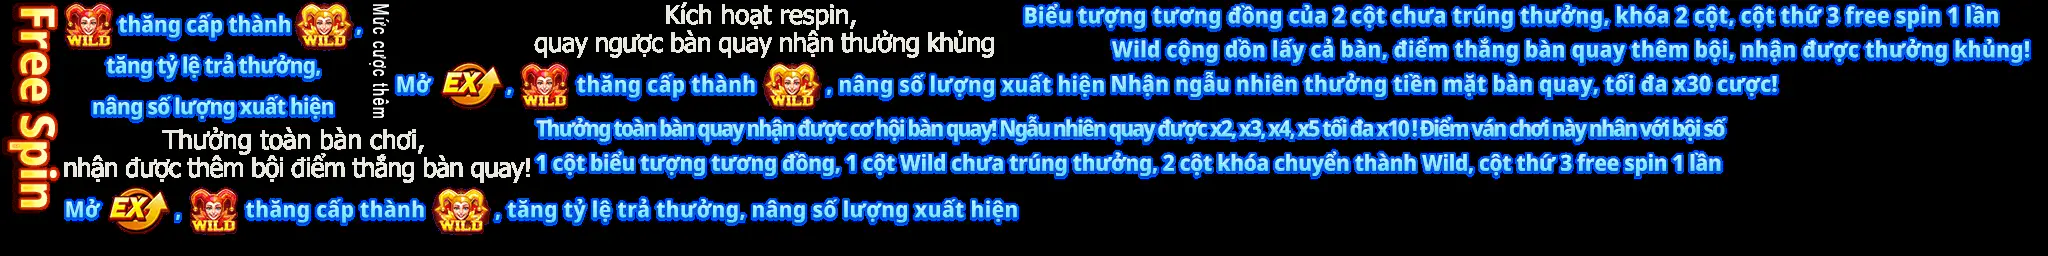 Free Spin
WILD thăng cấp thành WILD,
tăng tỷ lệ trả thưởng,
nâng số lượng xuất hiện
Mức cược thêm
Kích hoạt respin,
quay ngược bàn quay nhận thưởng khủng
Biểu tượng tương đồng của 2 cột chưa trúng thưởng, khóa 2 cột, cột thứ 3 free spin 1 lần
Wild cộng dồn lấy cả bàn, điểm thắng bàn quay thêm bội, nhận được thưởng khủng!
Mở EX, WILD thăng cấp thành WILD, nâng số lượng xuất hiện
Nhận ngẫu nhiên thưởng tiền mặt bàn quay, tối đa x30 cược!
Thưởng toàn bàn quay nhận được cơ hội bàn quay! Ngẫu nhiên quay được x2, x3, x4, x5 tối đa x10 ! Điểm ván chơi này nhân với bội số
Thưởng toàn bàn chơi,
nhận được thêm bội điểm thắng bàn quay!
1 cột biểu tượng tương đồng, 1 cột Wild chưa trúng thưởng, 2 cột khóa chuyển thành Wild, cột thứ 3 free spin 1 lần
Mở EX, WILD thăng cấp thành WILD, tăng tỷ lệ trả thưởng, nâng số lượng xuất hiện